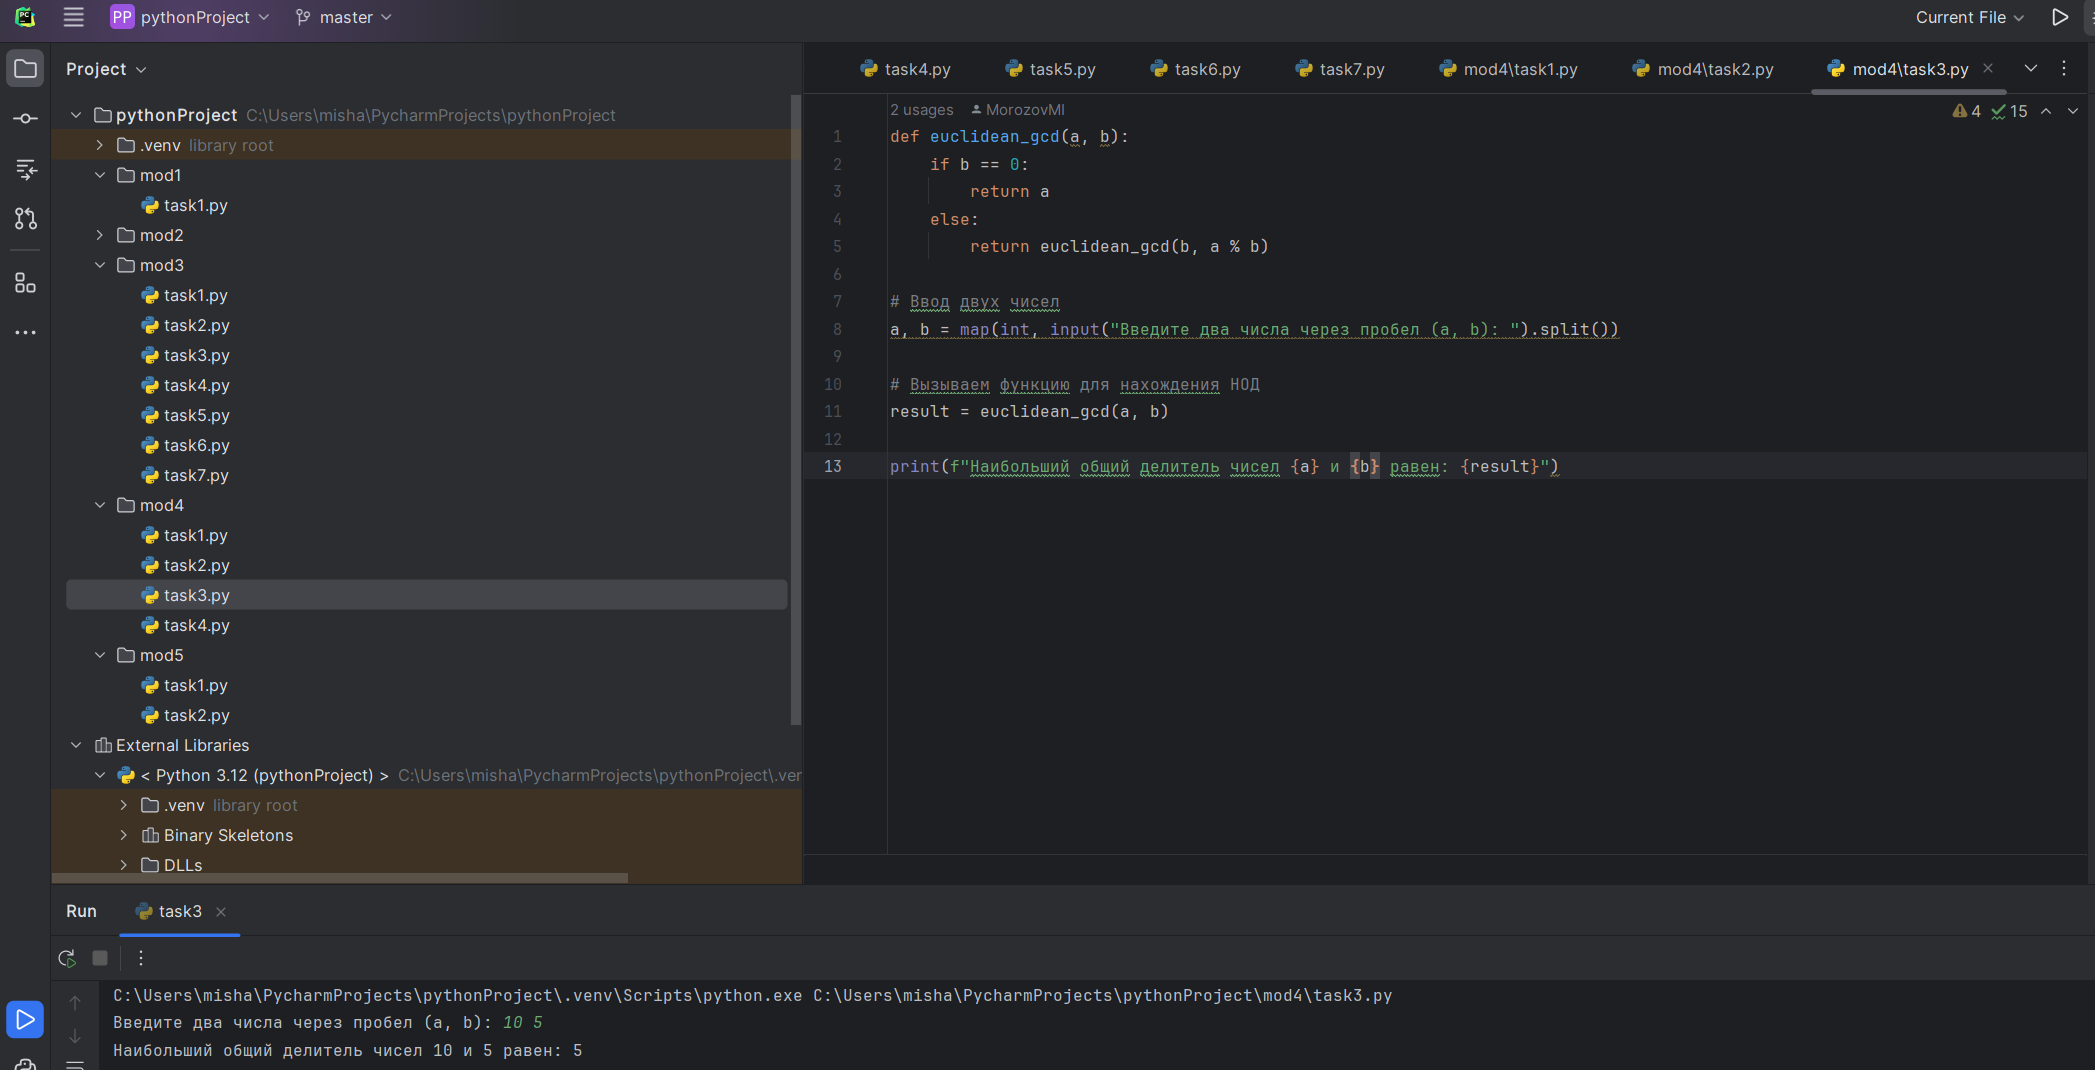 PP pythonProject master Current File
Project
pythonProject C:\Users\misha\PycharmProjects\pythonProject
.venv library root
mod1
task1.py
mod2
mod3
task1.py
task2.py
task3.py
task4.py
task5.py
task6.py
task7.py
mod4
task1.py
task2.py
task3.py
task4.py
mod5
task1.py
task2.py
External Libraries
< Python 3.12 (pythonProject) > C:\Users\misha\PycharmProjects\pythonProject\.ver
.venv library root
Binary Skeletons
DLLs
task4.py task5.py task6.py task7.py mod4\task1.py mod4\task2.py mod4\task3.py
2 usages MorozovMI 4 15
1 def euclidean_gcd(a, b):
2 if b == 0:
3 return a
4 else:
5 return euclidean_gcd(b, a % b)
6
7 # Ввод двух чисел
8 a, b = map(int, input("Введите два числа через пробел (a, b): ").split())
9
10 # Вызываем функцию для нахождения НОД
11 result = euclidean_gcd(a, b)
12
13 print(f"Наибольший общий делитель чисел {a} и {b} равен: {result}")
Run task3
C:\Users\misha\PycharmProjects\pythonProject\.venv\Scripts\python.exe C:\Users\misha\PycharmProjects\pythonProject\mod4\task3.py
Введите два числа через пробел (a, b): 10 5
Наибольший общий делитель чисел 10 и 5 равен: 5